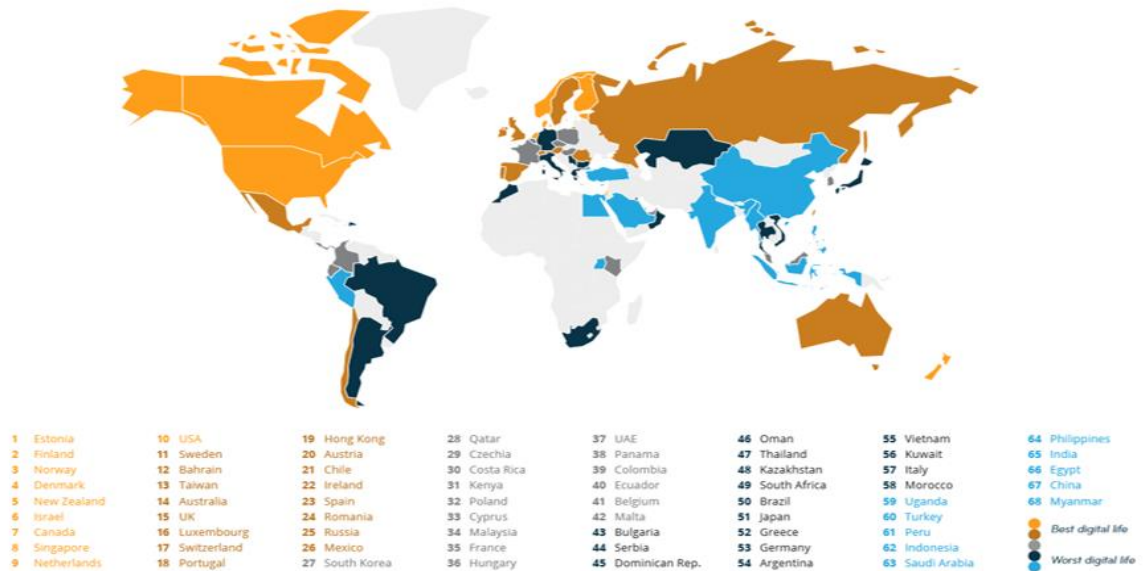 1 Estonia
2 Finland
3 Norway
4 Denmark
5 New Zealand
6 Israel
7 Canada
8 Singapore
9 Netherlands
10 USA
11 Sweden
12 Bahrain
13 Taiwan
14 Australia
15 UK
16 Luxembourg
17 Switzerland
18 Portugal
19 Hong Kong
20 Austria
21 Chile
22 Ireland
23 Spain
24 Romania
25 Russia
26 Mexico
27 South Korea
28 Qatar
29 Czechia
30 Costa Rica
31 Kenya
32 Poland
33 Cyprus
34 Malaysia
35 France
36 Hungary
37 UAE
38 Panama
39 Colombia
40 Ecuador
41 Belgium
42 Malta
43 Bulgaria
44 Serbia
45 Dominican Rep.
46 Oman
47 Thailand
48 Kazakhstan
49 South Africa
50 Brazil
51 Japan
52 Greece
53 Germany
54 Argentina
55 Vietnam
56 Kuwait
57 Italy
58 Morocco
59 Uganda
60 Turkey
61 Peru
62 Indonesia
63 Saudi Arabia
64 Philippines
65 India
66 Egypt
67 China
68 Myanmar
Best digital life
Worst digital life